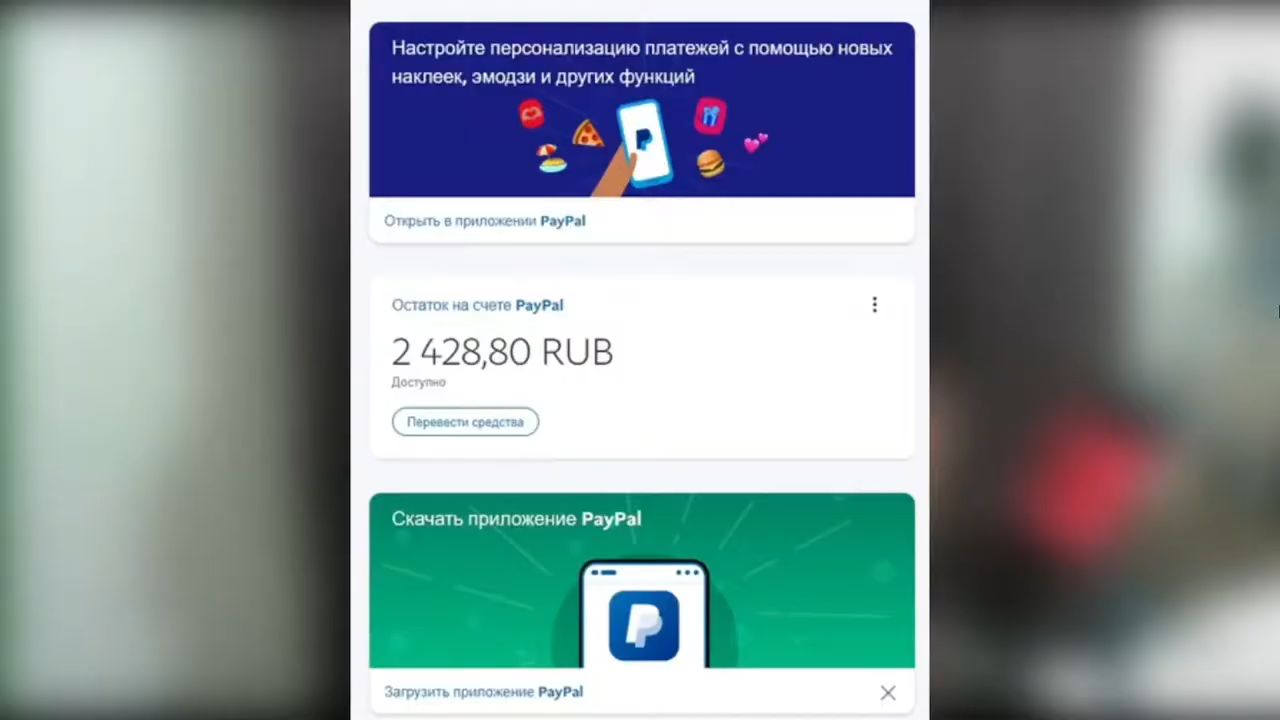 Настройте персонализацию платежей с помощью новых
наклеек, эмодзи и других функций
Открыть в приложении PayPal
Остаток на счете PayPal
2 428,80 RUB
Доступно
Перевести средства
Скачать приложение PayPal
Загрузить приложение PayPal